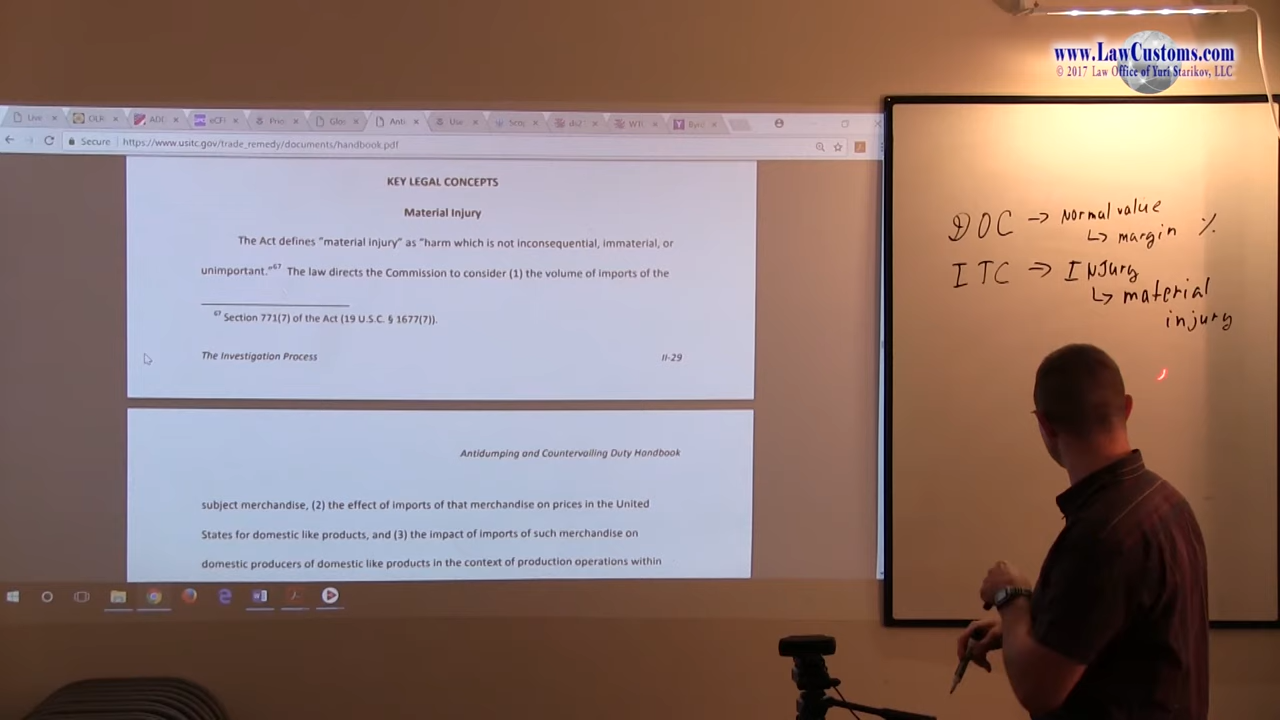 www.LawCustoms.com
© 2017 Law Office of Yuri Starikov, LLC
Secure https://www.usitc.gov/trade_remedy/documents/handbook.pdf
KEY LEGAL CONCEPTS
Material Injury
The Act defines "material injury" as "harm which is not inconsequential, immaterial, or
unimportant."67 The law directs the Commission to consider (1) the volume of imports of the
67 Section 771(7) of the Act (19 U.S.C. § 1677(7)).
The Investigation Process II-29
Antidumping and Countervailing Duty Handbook
subject merchandise, (2) the effect of imports of that merchandise on prices in the United
States for domestic like products, and (3) the impact of imports of such merchandise on
domestic producers of domestic like products in the context of production operations within
DOC → Normal value
↳ margin %
ITC → INJury
↳ material
injury